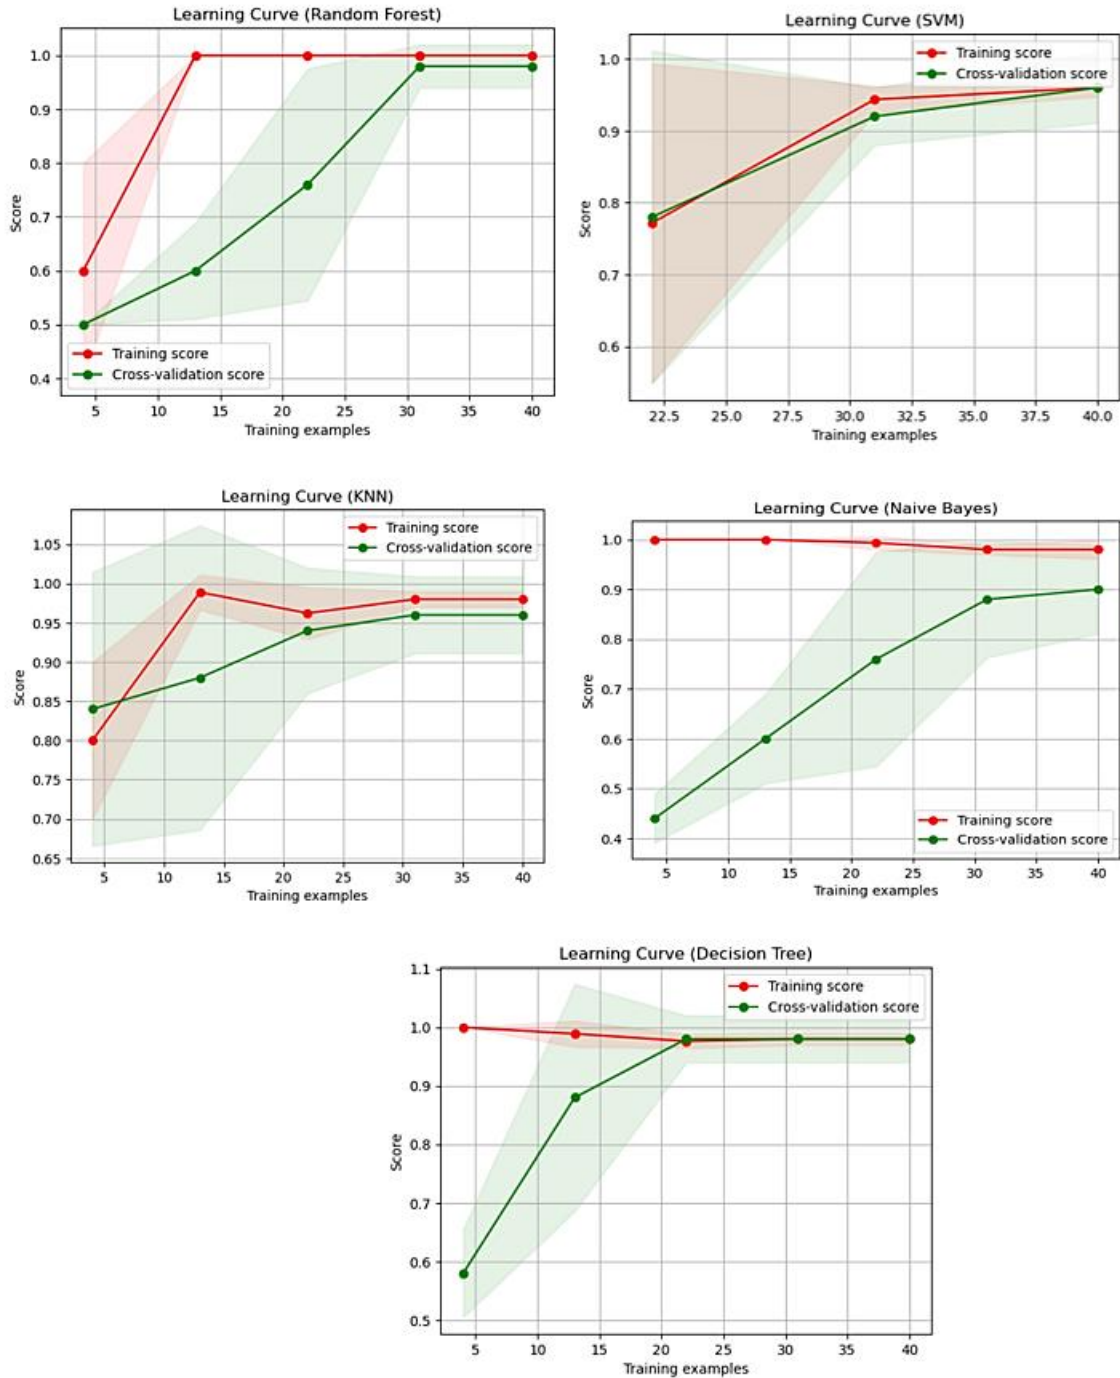 Learning Curve (Random Forest)
1.0
0.9
0.8
0.7
0.6
0.5
0.4
Score
Training score
Cross-validation score
5 10 15 20 25 30 35 40
Training examples
Learning Curve (SVM)
1.0
0.9
0.8
0.7
0.6
Score
Training score
Cross-validation score
22.5 25.0 27.5 30.0 32.5 35.0 37.5 40.0
Training examples
Learning Curve (KNN)
1.05
1.00
0.95
0.90
0.85
0.80
0.75
0.70
0.65
Score
Training score
Cross-validation score
5 10 15 20 25 30 35 40
Training examples
Learning Curve (Naive Bayes)
1.0
0.9
0.8
0.7
0.6
0.5
0.4
Score
Training score
Cross-validation score
5 10 15 20 25 30 35 40
Training examples
Learning Curve (Decision Tree)
1.1
1.0
0.9
0.8
0.7
0.6
0.5
Score
Training score
Cross-validation score
5 10 15 20 25 30 35 40
Training examples